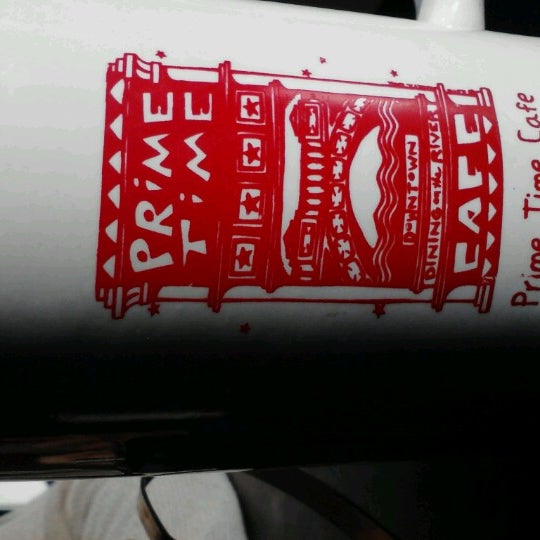 PRiME
TiME
DOWNTOWN
DINING on the RIVER
CAFE
Prime Time Cafe